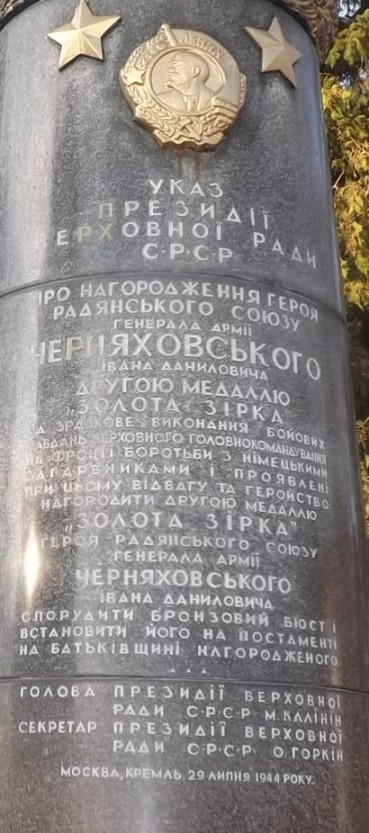 ЛЕНИН
УКАЗ
ПРЕЗИДІЇ
ЕРХОВНОЇ РАДИ
С·Р·С·Р
ПРО НАГОРОДЖЕННЯ ГЕРОЯ
РАДЯНСЬКОГО СОЮЗУ
ГЕНЕРАЛА АРМІЇ
ЧЕРНЯХОВСЬКОГО
ІВАНА ДАНИЛОВИЧА
ДРУГОЮ МЕДАЛЛЮ
„ЗОЛОТА ЗІРКА
ЗА ЗРАЗКОВЕ ВИКОНАННЯ БОЙОВИХ
ЗАВДАНЬ ВЕРХОВНОГО ГОЛОВНОКОМАНДУВАННЯ
НА ФРОНТІ БОРОТЬБИ З НІМЕЦЬКИМИ
ЗАГАРБНИКАМИ І ПРОЯВЛЕНІ
ПРИ ЦЬОМУ ВІДВАГУ ТА ГЕРОЙСТВО
НАГОРОДИТИ ДРУГОЮ МЕДАЛЛЮ
„ЗОЛОТА ЗІРКА"
ГЕРОЯ РАДЯНСЬКОГО СОЮЗУ
ГЕНЕРАЛА АРМІЇ
ЧЕРНЯХОВСЬКОГО
ІВАНА ДАНИЛОВИЧА
СПОРУДИТИ БРОНЗОВИЙ БЮСТ І
ВСТАНОВИТИ ЙОГО НА ПОСТАМЕНТІ
НА БАТЬКІВЩИНІ НАГОРОДЖЕНОГО
ГОЛОВА ПРЕЗИДІЇ ВЕРХОВНОЇ
РАДИ С·Р·С·Р М.КАЛІНІН
СЕКРЕТАР ПРЕЗИДІЇ ВЕРХОВНОЇ
РАДИ С·Р·С·Р О.ГОРКІН
МОСКВА, КРЕМЛЬ, 29 ЛИПНЯ 1944 РОКУ.